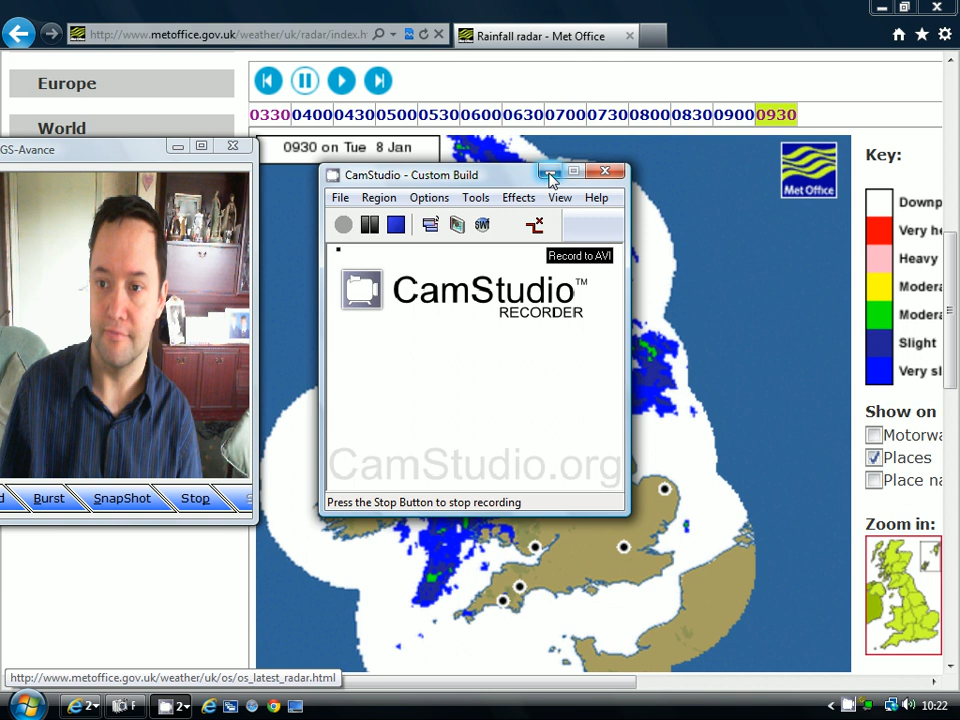 http://www.metoffice.gov.uk/weather/uk/radar/index.h
Rainfall radar - Met Office
Europe
World
0330 0400 0430 0500 0530 0600 0630 0700 0730 0800 0830 0900 0930
0930 on Tue 8 Jan
Met Office
GS-Avance
Burst
SnapShot
Stop
CamStudio - Custom Build
File Region Options Tools Effects View Help
Record to AVI
CamStudio™
RECORDER
CamStudio.org
Press the Stop Button to stop recording
Key:
Downp
Very he
Heavy
Modera
Modera
Slight
Very sl
Show on
Motorwa
Places
Place na
Zoom in:
http://www.metoffice.gov.uk/weather/uk/os/os_latest_radar.html
2
F
2
10:22